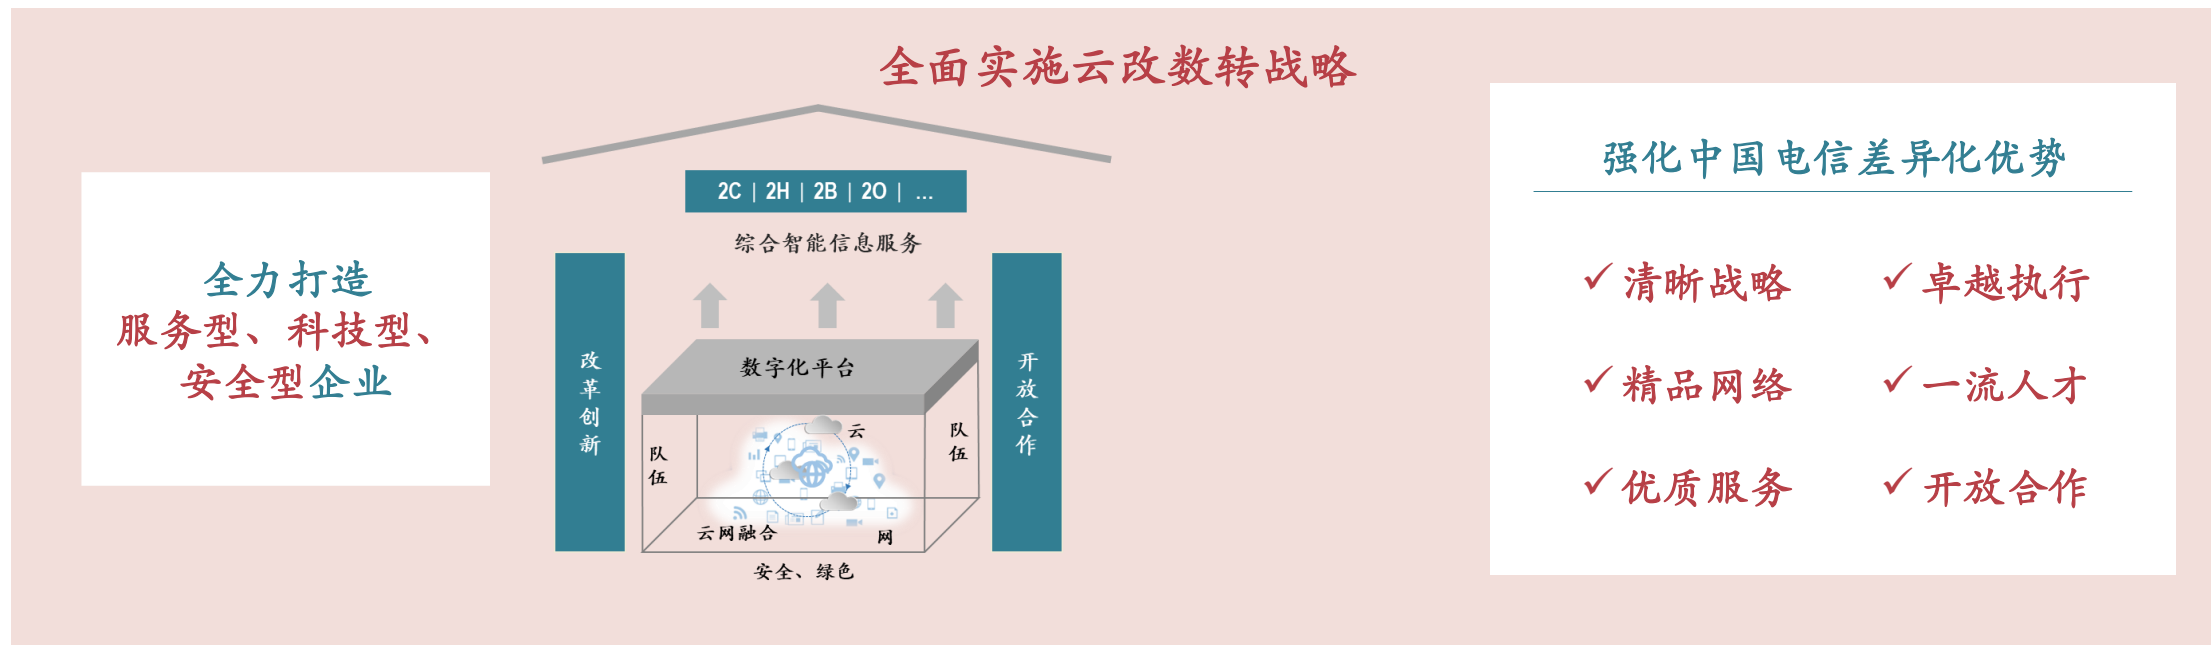 全面实施云改数转战略
全力打造
服务型、科技型、
安全型企业
2C | 2H | 2B | 2O | ...
综合智能信息服务
改革创新
数字化平台
队伍
云
队伍
云网融合
网
安全、绿色
开放合作
强化中国电信差异化优势
✓清晰战略
✓卓越执行
✓精品网络
✓一流人才
✓优质服务
✓开放合作